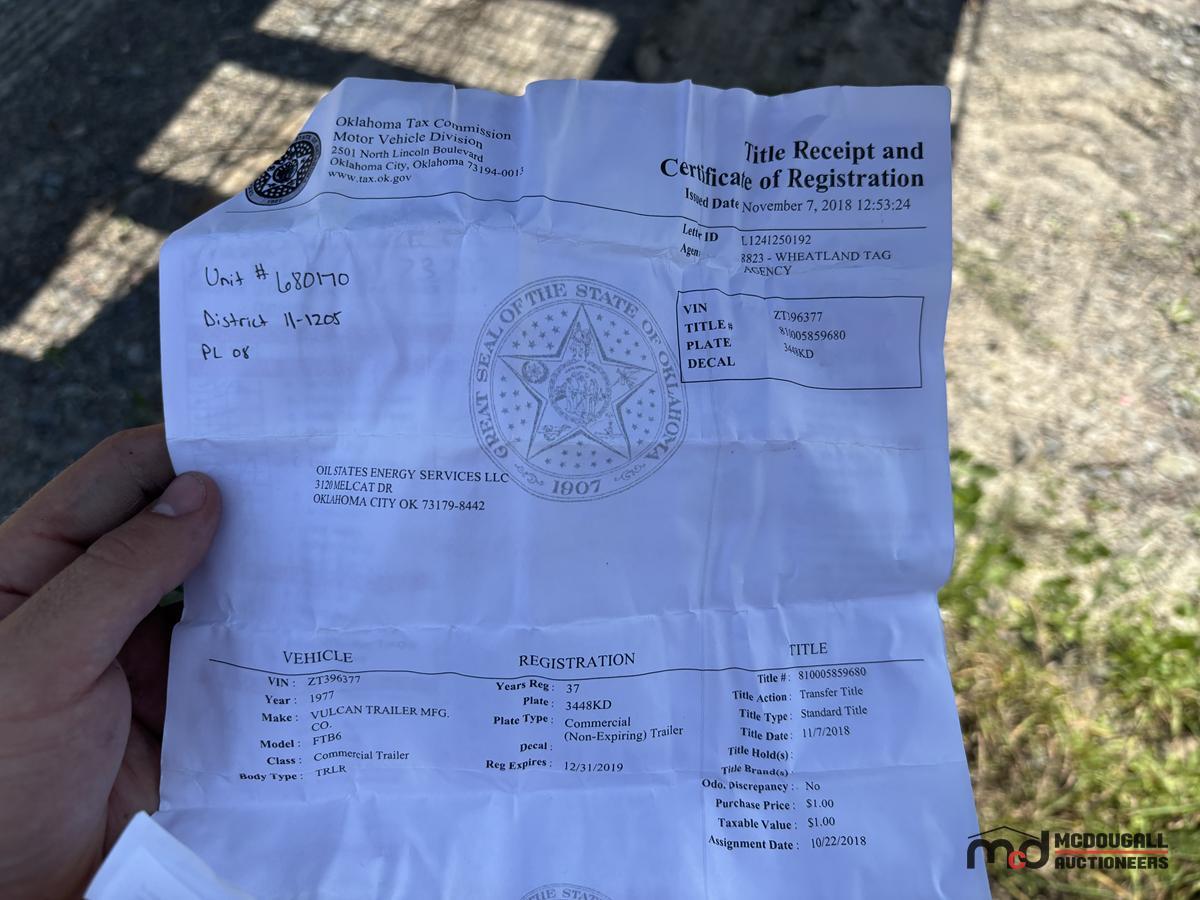 Oklahoma Tax Commission
Motor Vehicle Division
2501 North Lincoln Boulevard
Oklahoma City, Oklahoma 73194-0013
www.tax.ok.gov
Title Receipt and
Certificate of Registration
Issued Date November 7, 2018 12:53:24
Letter ID L1241250192
Agent 8823 - WHEATLAND TAG
AGENCY
Unit # 680170
District 11-1205
PL 08
VIN ZT396377
TITLE# 810005859680
PLATE 3448KD
DECAL
GREAT SEAL OF THE STATE OF OKLAHOMA
1907
OIL STATES ENERGY SERVICES LLC
3120 MELCAT DR
OKLAHOMA CITY OK 73179-8442
VEHICLE
VIN : ZT396377
Year : 1977
Make : VULCAN TRAILER MFG.
CO.
Model : FTB6
Class : Commercial Trailer
Body Type : TRLR
REGISTRATION
Years Reg : 37
Plate : 3448KD
Plate Type : Commercial
(Non-Expiring) Trailer
Decal :
Reg Expires : 12/31/2019
TITLE
Title # : 810005859680
Title Action : Transfer Title
Title Type : Standard Title
Title Date : 11/7/2018
Title Hold(s) :
Title Brand(s) :
Odo. Discrepancy : No
Purchase Price : $1.00
Taxable Value : $1.00
Assignment Date : 10/22/2018
mcd MCDOUGALL
AUCTIONEERS